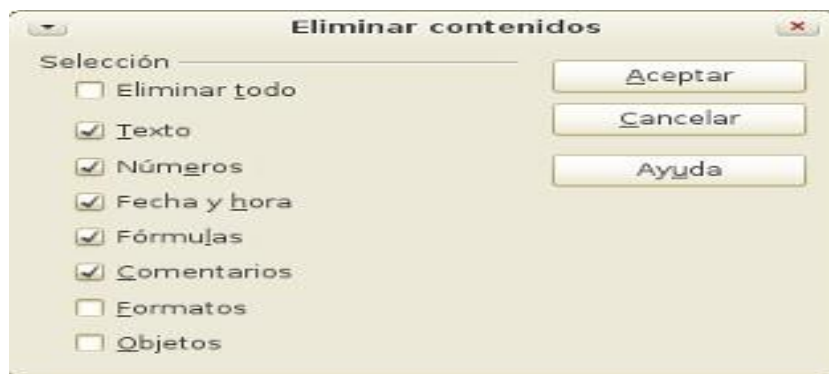 Eliminar contenidos
Selección
Eliminar todo
Texto
Números
Fecha y hora
Fórmulas
Comentarios
Formatos
Objetos
Aceptar
Cancelar
Ayuda